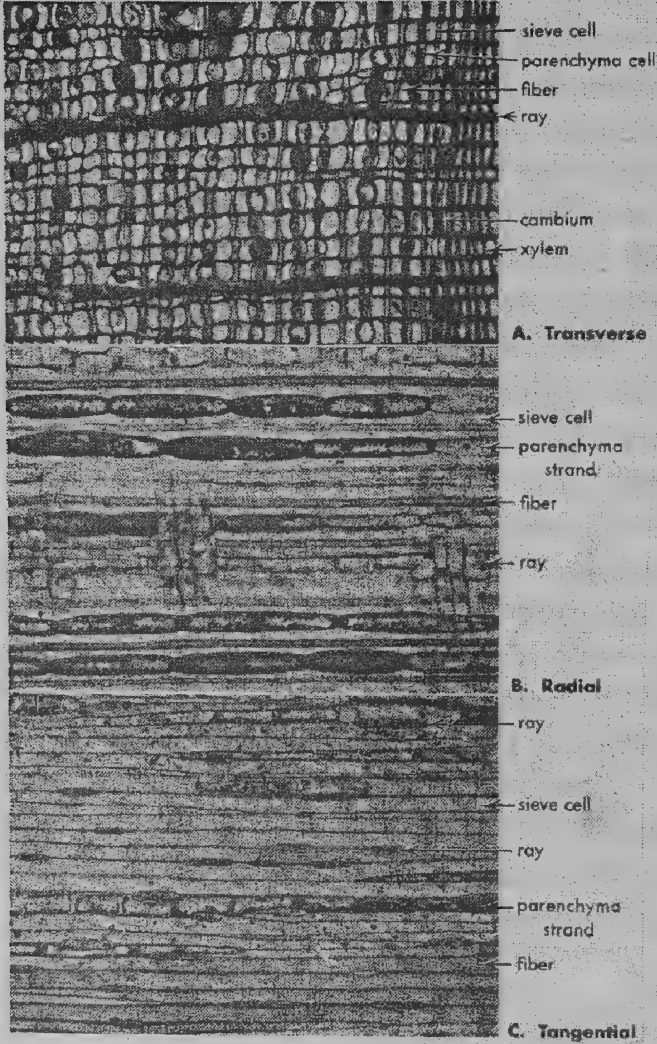 sieve cell
parenchyma cell
fiber
ray
cambium
xylem
A. Transverse
sieve cell
parenchyma
strand
fiber
ray
B. Radial
ray
sieve cell
ray
parenchyma
strand
fiber
C. Tangential